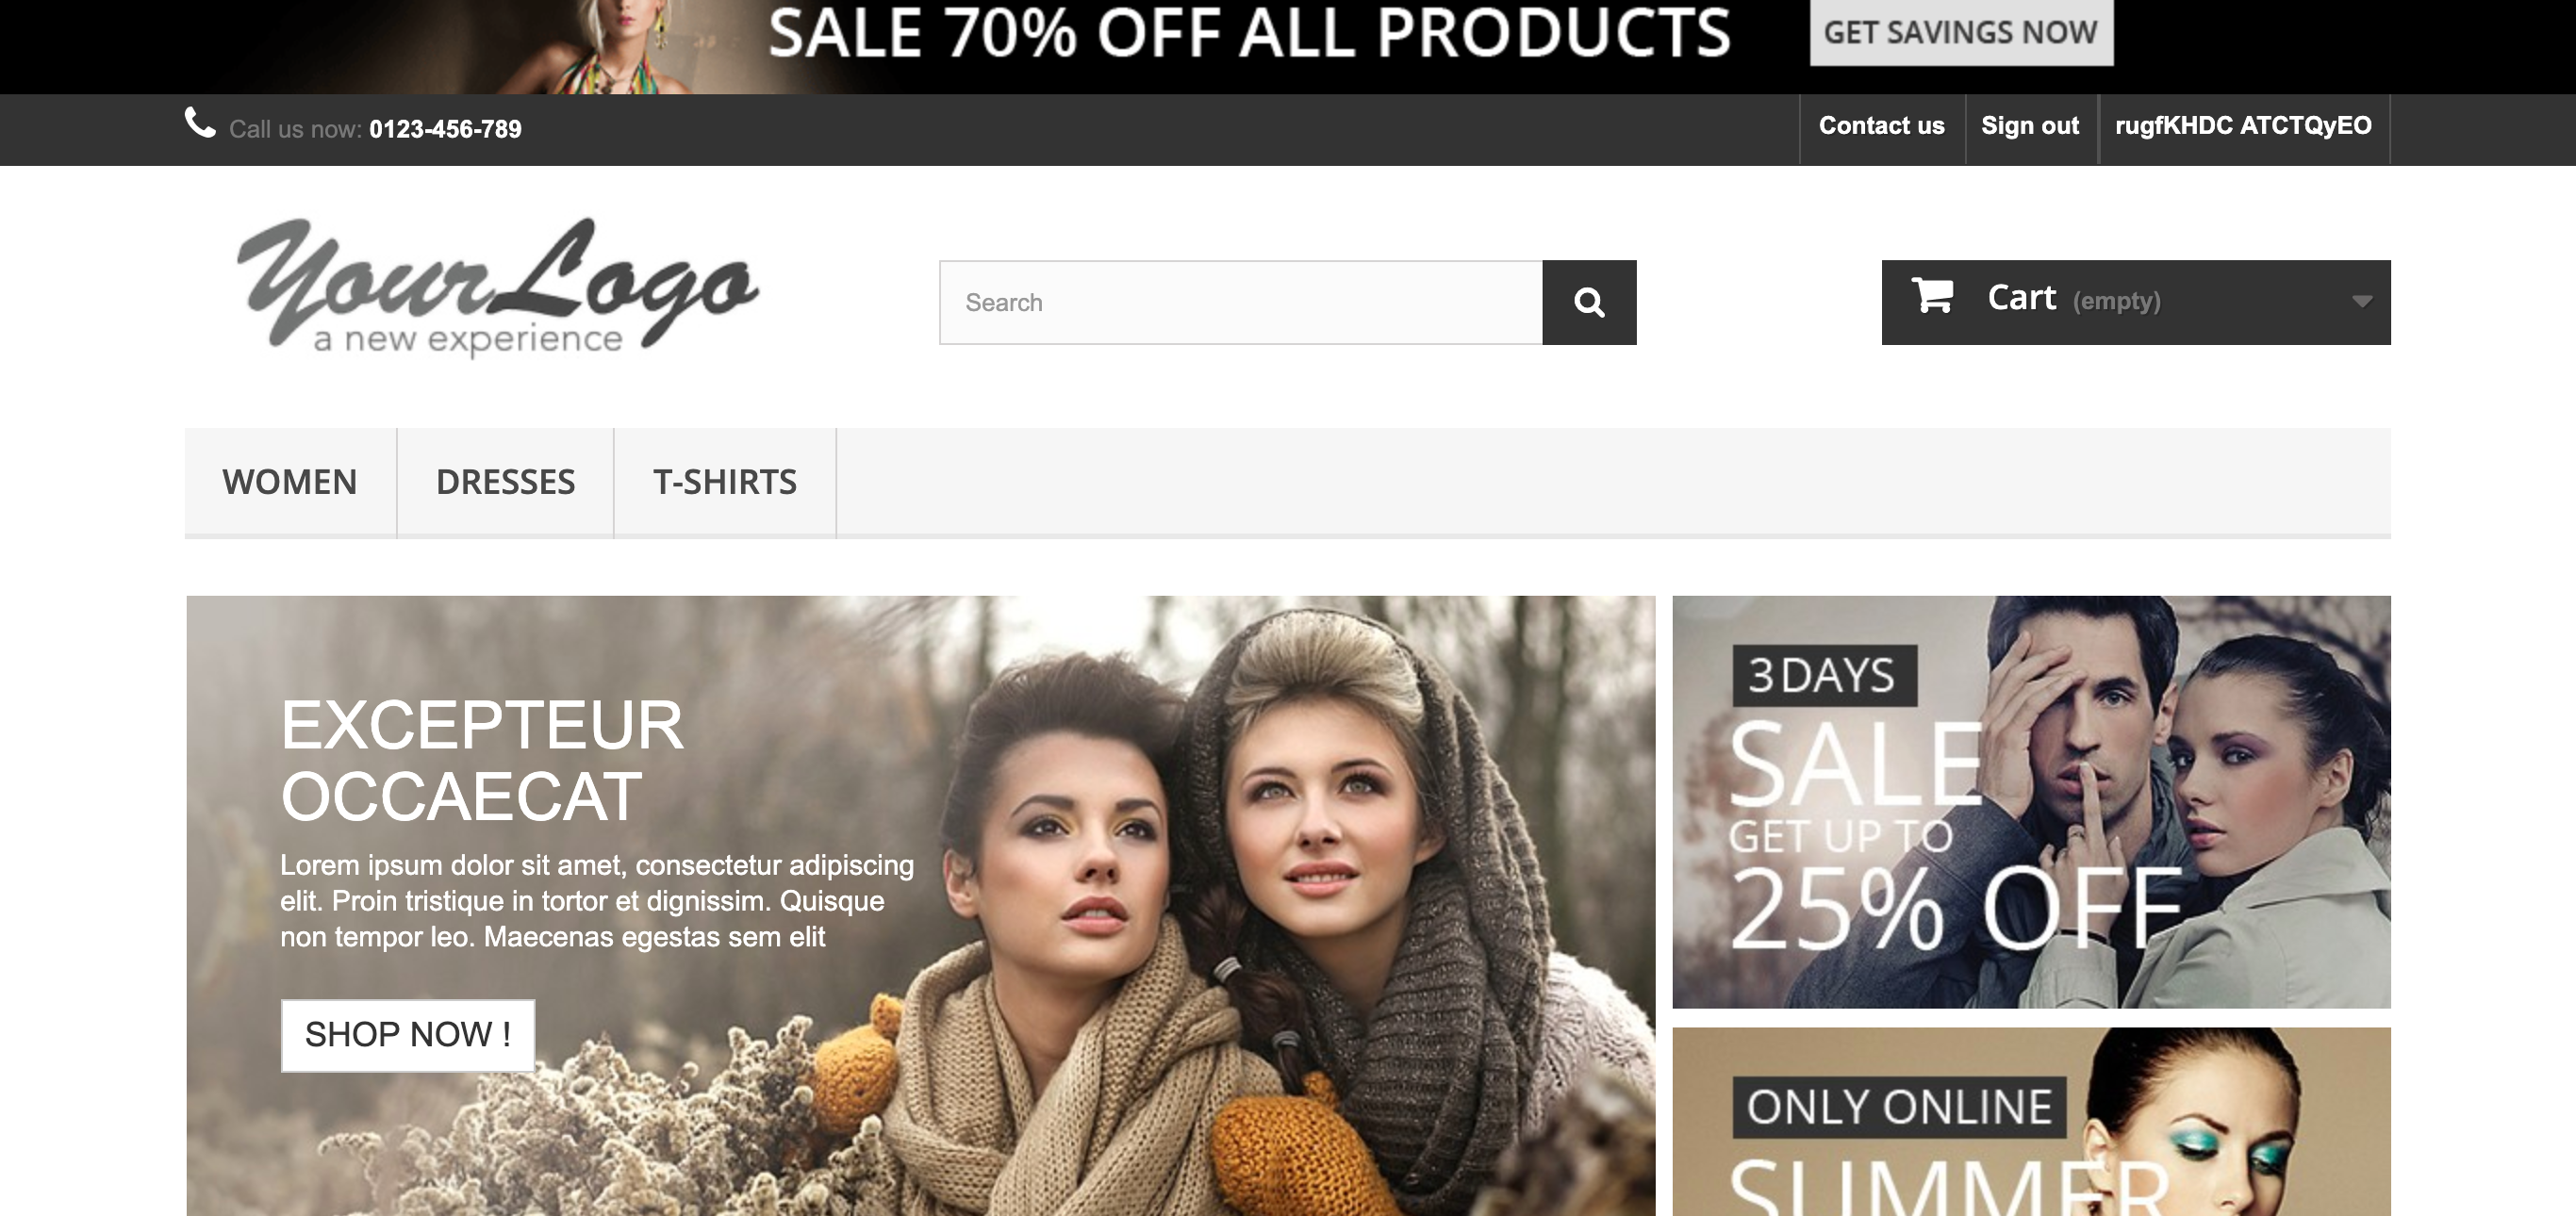 SALE 70% OFF ALL PRODUCTS
GET SAVINGS NOW
Call us now: 0123-456-789
Contact us
Sign out
rugfKHDC ATCTQyEO
YourLogo
a new experience
Search
Cart (empty)
WOMEN
DRESSES
T-SHIRTS
EXCEPTEUR
OCCAECAT
Lorem ipsum dolor sit amet, consectetur adipiscing
elit. Proin tristique in tortor et dignissim. Quisque
non tempor leo. Maecenas egestas sem elit
SHOP NOW !
3 DAYS
SALE
GET UP TO
25% OFF
ONLY ONLINE
SUMMER